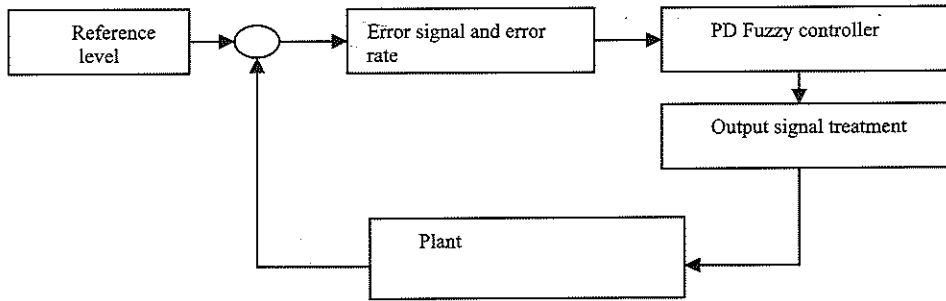 Reference
level
Error signal and error
rate
PD Fuzzy controller
Output signal treatment
Plant